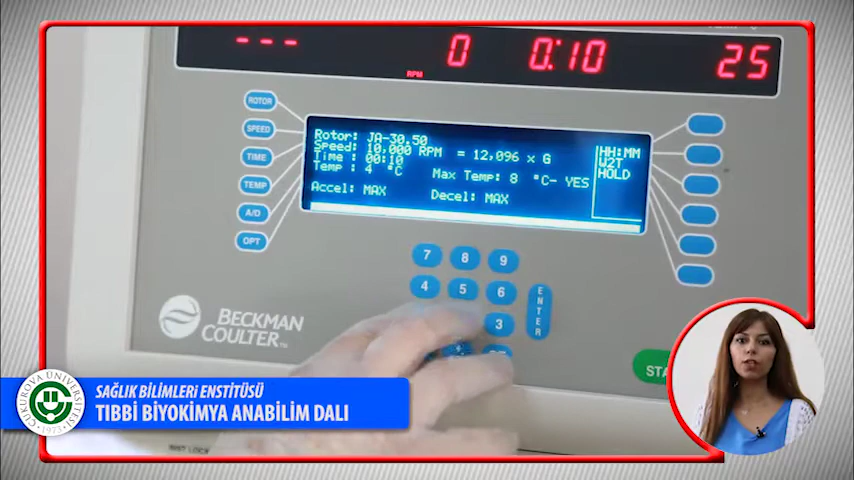 --- 0 0:10 25
RPM
ROTOR
SPEED
TIME
TEMP
A/D
OPT
Rotor: JA-30.50
Speed: 10,000 RPM = 12,096 x G
Time : 00:10
Temp : 4 °C Max Temp: 8 °C- YES
Accel: MAX Decel: MAX
HH:MM
W2T
HOLD
7 8 9
4 5 6
3
ENTER
BECKMAN
COULTER™
STA
SAĞLIK BİLİMLERİ ENSTİTÜSÜ
TIBBİ BİYOKİMYA ANABİLİM DALI
ÇUKUROVA ÜNİVERSİTESİ
1973